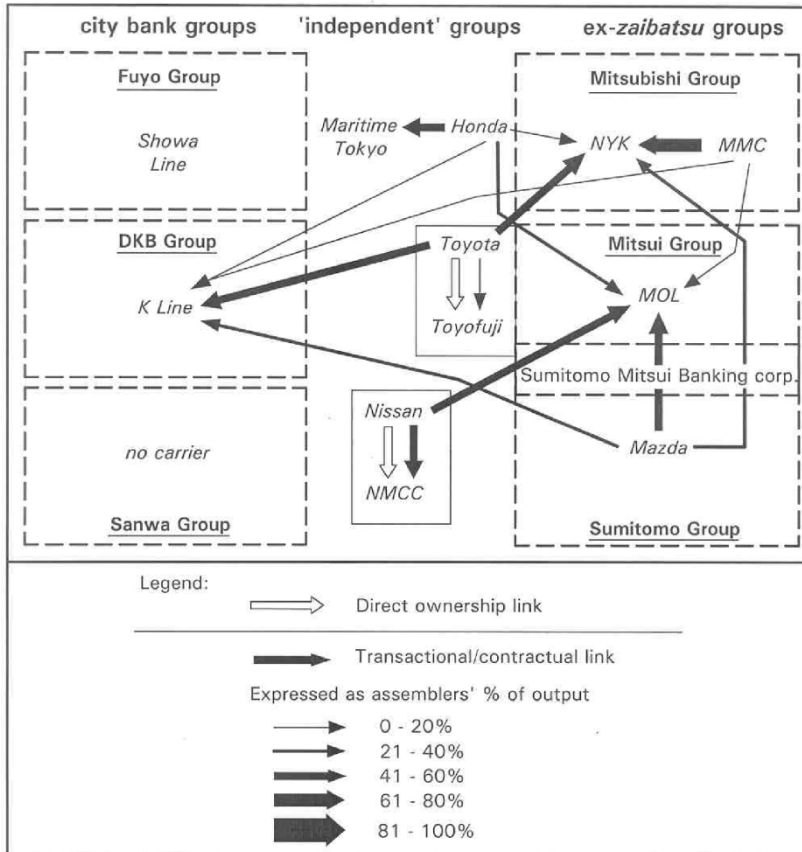 city bank groups
'independent' groups
ex-zaibatsu groups
Fuyo Group
Showa
Line
Maritime
Tokyo
Honda
Mitsubishi Group
NYK
MMC
DKB Group
K Line
Toyota
Toyofuji
Mitsui Group
MOL
Sumitomo Mitsui Banking corp.
no carrier
Sanwa Group
Nissan
NMCC
Mazda
Sumitomo Group
Legend:
Direct ownership link
Transactional/contractual link
Expressed as assemblers' % of output
0 - 20%
21 - 40%
41 - 60%
61 - 80%
81 - 100%